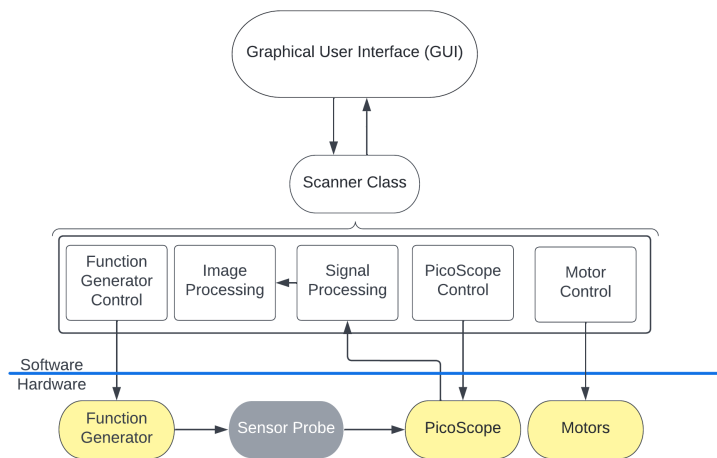 Graphical User Interface (GUI)
Scanner Class
Function
Generator
Control
Image
Processing
Signal
Processing
PicoScope
Control
Motor
Control
Software
Hardware
Function
Generator
Sensor Probe
PicoScope
Motors